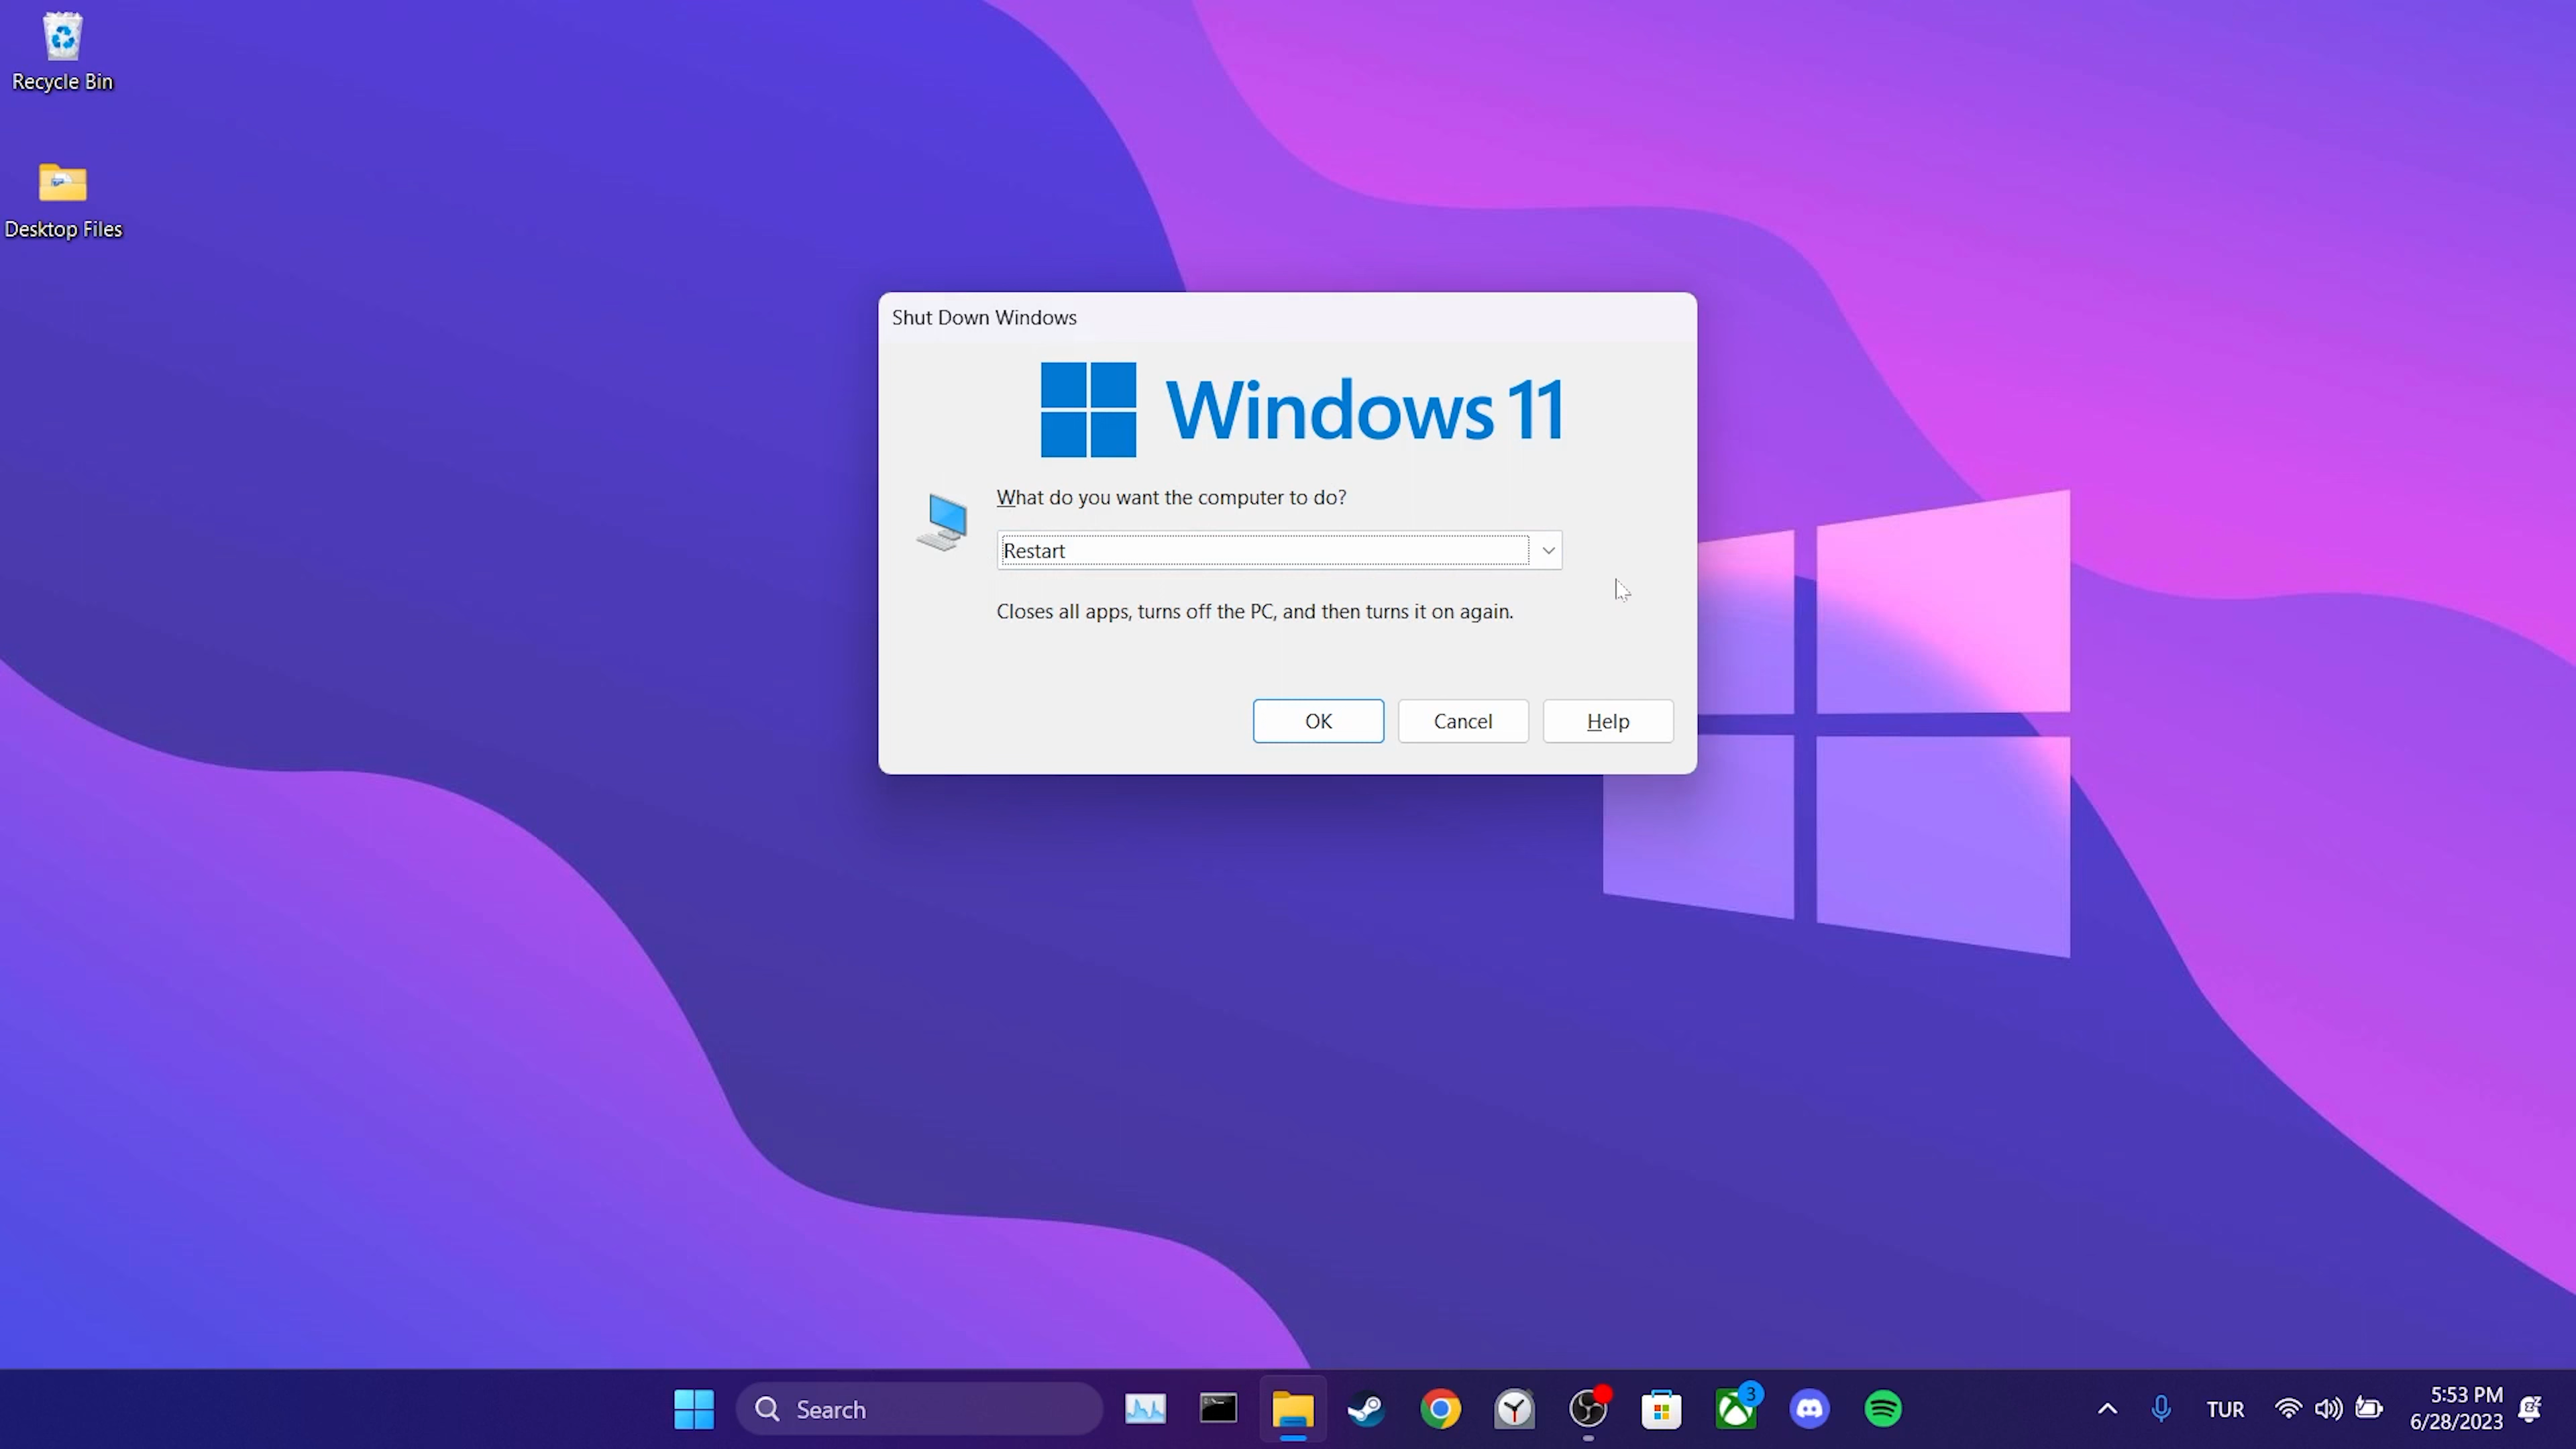 Recycle Bin
Desktop Files
Shut Down Windows
Windows 11
What do you want the computer to do?
Restart
Closes all apps, turns off the PC, and then turns it on again.
OK Cancel Help
Search
3
TUR
5:53 PM
6/28/2023